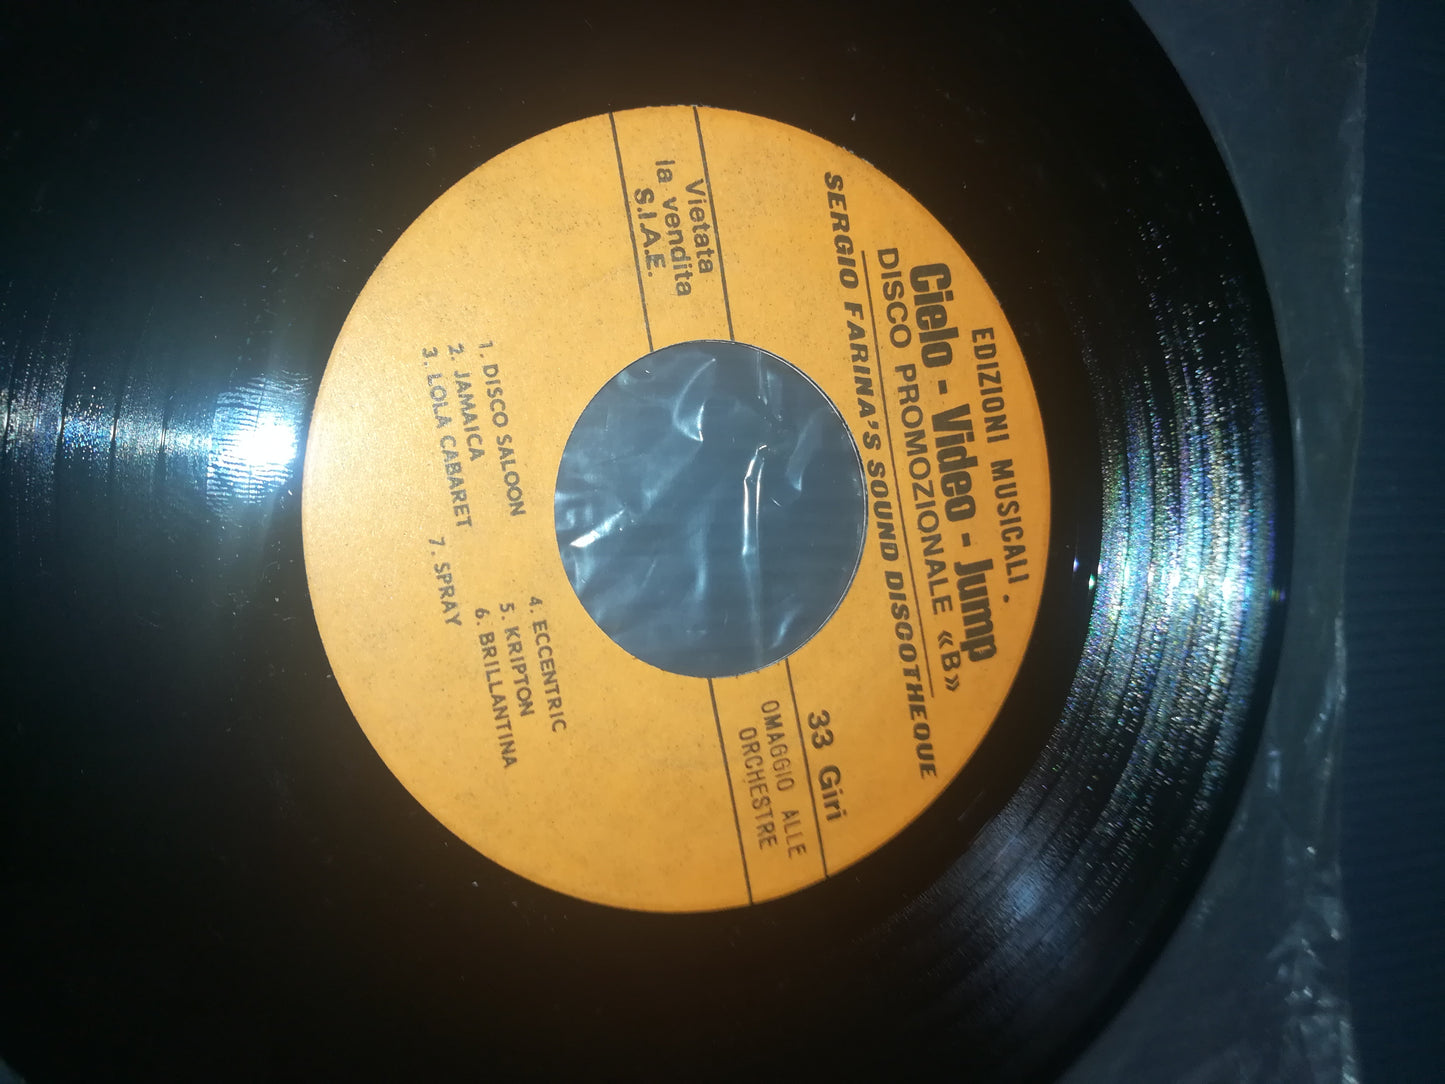 EDIZIONI MUSICALI
Cielo - Video - Jump
DISCO PROMOZIONALE «B»
SERGIO FARINA'S SOUND DISCOTHEQUE
Vietata
la vendita
S.I.A.E.
33 Giri
OMAGGIO ALLE
ORCHESTRE
1. DISCO SALOON
2. JAMAICA
3. LOLA CABARET
4. ECCENTRIC
5. KRIPTON
6. BRILLANTINA
7. SPRAY